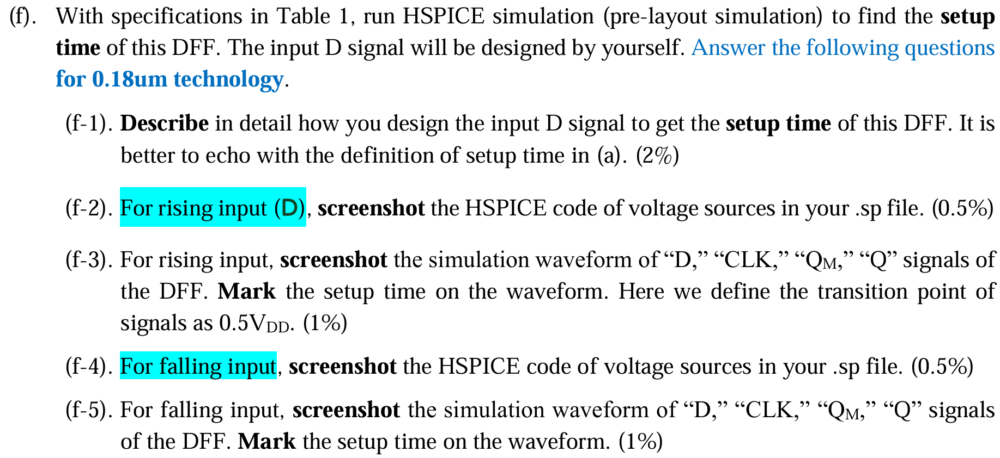 (f). With specifications in Table 1, run HSPICE simulation (pre-layout simulation) to find the setup
time of this DFF. The input D signal will be designed by yourself. Answer the following questions
for 0.18um technology.
(f-1). Describe in detail how you design the input D signal to get the setup time of this DFF. It is
better to echo with the definition of setup time in (a). (2%)
(f-2). For rising input (D), screenshot the HSPICE code of voltage sources in your .sp file. (0.5%)
(f-3). For rising input, screenshot the simulation waveform of “D,” “CLK,” “QM,” “Q” signals of
the DFF. Mark the setup time on the waveform. Here we define the transition point of
signals as 0.5VDD. (1%)
(f-4). For falling input, screenshot the HSPICE code of voltage sources in your .sp file. (0.5%)
(f-5). For falling input, screenshot the simulation waveform of “D,” “CLK,” “QM,” “Q” signals
of the DFF. Mark the setup time on the waveform. (1%)